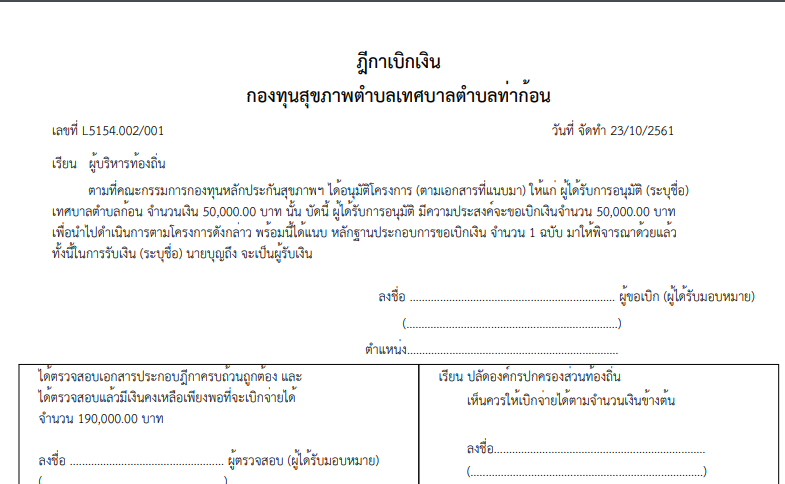 ฎีกาเบิกเงิน
กองทุนสุขภาพตำบลเทศบาลตำบลท่าก้อน
เลขที่ L5154.002/001 วันที่ จัดทำ 23/10/2561
เรียน ผู้บริหารท้องถิ่น
ตามที่คณะกรรมการกองทุนหลักประกันสุขภาพฯ ได้อนุมัติโครงการ (ตามเอกสารที่แนบมา) ให้แก่ ผู้ได้รับการอนุมัติ (ระบุชื่อ)
เทศบาลตำบลก้อน จำนวนเงิน 50,000.00 บาท นั้น บัดนี้ ผู้ได้รับการอนุมัติ มีความประสงค์จะขอเบิกเงินจำนวน 50,000.00 บาท
เพื่อนำไปดำเนินการตามโครงการดังกล่าว พร้อมนี้ได้แนบ หลักฐานประกอบการขอเบิกเงิน จำนวน 1 ฉบับ มาให้พิจารณาด้วยแล้ว
ทั้งนี้ในการรับเงิน (ระบุชื่อ) นายบุญถึง จะเป็นผู้รับเงิน
ลงชื่อ ..................................................................... ผู้ขอเบิก (ผู้ได้รับมอบหมาย)
(......................................................................)
ตำแหน่ง......................................................................
ได้ตรวจสอบเอกสารประกอบฎีกาครบถ้วนถูกต้อง และ
ได้ตรวจสอบแล้วมีเงินคงเหลือเพียงพอที่จะเบิกจ่ายได้
จำนวน 190,000.00 บาท
ลงชื่อ .................................................... ผู้ตรวจสอบ (ผู้ได้รับมอบหมาย)
(.............................................................)
เรียน ปลัดองค์กรปกครองส่วนท้องถิ่น
เห็นควรให้เบิกจ่ายได้ตามจำนวนเงินข้างต้น
ลงชื่อ......................................................................
(.............................................................................)